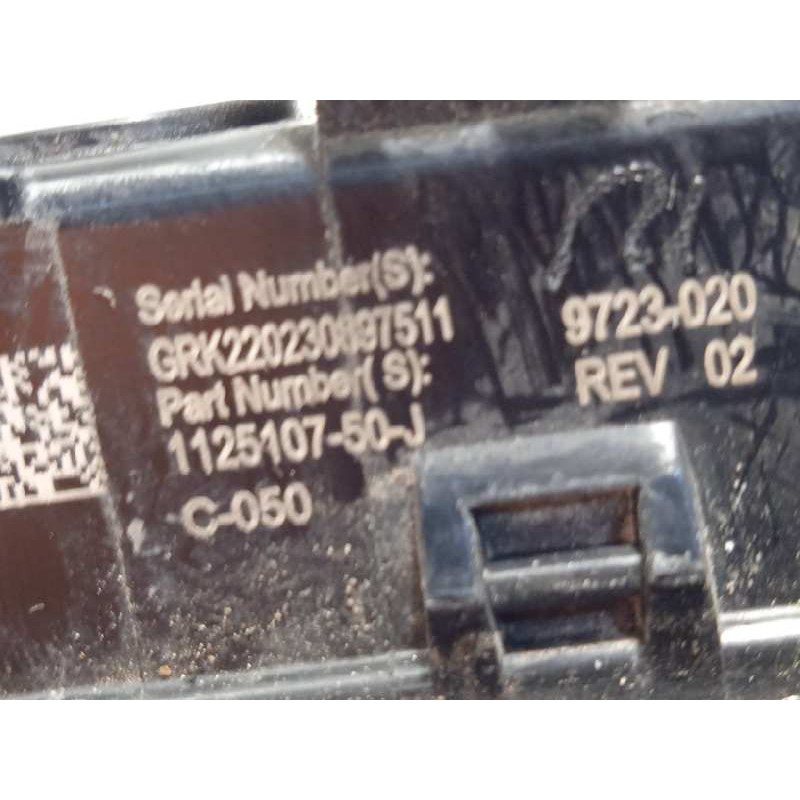 Serial Number(S):
GRK220230897511
Part Number(S):
1125107-50-J
C-050
9723-020
REV 02